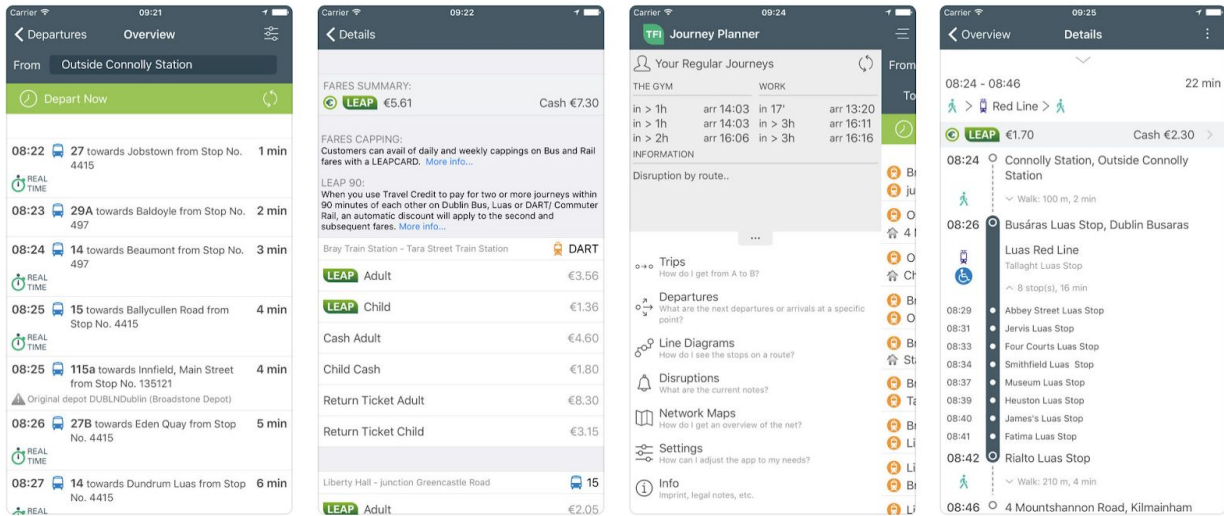 Carrier 09:21
Departures Overview
From Outside Connolly Station
Depart Now
08:22 27 towards Jobstown from Stop No. 1 min
4415
REAL
TIME
08:23 29A towards Baldoyle from Stop No. 2 min
497
08:24 14 towards Beaumont from Stop No. 3 min
497
REAL
TIME
08:25 15 towards Ballycullen Road from 4 min
Stop No. 4415
REAL
TIME
08:25 115a towards Innfield, Main Street 4 min
from Stop No. 135121
Original depot DUBLNDublin (Broadstone Depot)
08:26 27B towards Eden Quay from Stop 5 min
No. 4415
REAL
TIME
08:27 14 towards Dundrum Luas from Stop 6 min
No. 4415
REAL
Carrier 09:22
Details
FARES SUMMARY:
LEAP €5.61 Cash €7.30
FARES CAPPING:
Customers can avail of daily and weekly cappings on Bus and Rail
fares with a LEAPCARD. More info...
LEAP 90:
When you use Travel Credit to pay for two or more journeys within
90 minutes of each other on Dublin Bus, Luas or DART/ Commuter
Rail, an automatic discount will apply to the second and
subsequent fares. More info...
Bray Train Station - Tara Street Train Station DART
LEAP Adult €3.56
LEAP Child €1.36
Cash Adult €4.60
Child Cash €1.80
Return Ticket Adult €8.30
Return Ticket Child €3.15
Liberty Hall - junction Greencastle Road 15
LEAP Adult €2.05
Carrier 09:24
TFI Journey Planner
Your Regular Journeys From
THE GYM WORK To
in > 1h arr 14:03 in 17' arr 13:20
in > 1h arr 14:03 in > 3h arr 16:11
in > 2h arr 16:06 in > 3h arr 16:16
INFORMATION
Disruption by route..
...
Trips
How do I get from A to B?
Departures
What are the next departures or arrivals at a specific
point?
Line Diagrams
How do I see the stops on a route?
Disruptions
What are the current notes?
Network Maps
How do I get an overview of the net?
Settings
How can I adjust the app to my needs?
Info
Imprint, legal notes, etc.
Br
ju
O
4
O
Ch
Br
O
Br
Sta
Br
Ta
Br
Li
Li
Br
Li
Carrier 09:25
Overview Details
08:24 - 08:46 22 min
> Red Line >
LEAP €1.70 Cash €2.30 >
08:24 Connolly Station, Outside Connolly
Station
Walk: 100 m, 2 min
08:26 Busáras Luas Stop, Dublin Busaras
Luas Red Line
Tallaght Luas Stop
8 stop(s), 16 min
08:29 Abbey Street Luas Stop
08:31 Jervis Luas Stop
08:33 Four Courts Luas Stop
08:34 Smithfield Luas Stop
08:37 Museum Luas Stop
08:39 Heuston Luas Stop
08:40 James's Luas Stop
08:41 Fatima Luas Stop
08:42 Rialto Luas Stop
Walk: 210 m, 4 min
08:46 4 Mountshannon Road, Kilmainham